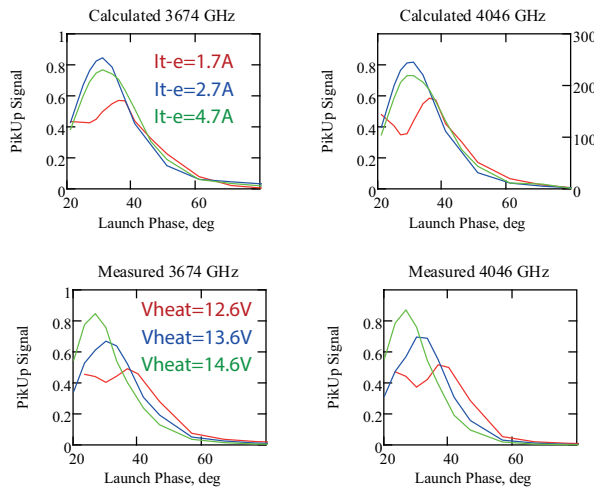 Calculated 3674 GHz
1
0.8
0.6
0.4
0.2
0
PikUp Signal
It-e=1.7A
It-e=2.7A
It-e=4.7A
20 40 60
Launch Phase, deg
Calculated 4046 GHz
1
0.8
0.6
0.4
0.2
0
PikUp Signal
300
200
100
0
20 40 60
Launch Phase, deg
Measured 3674 GHz
1
0.8
0.6
0.4
0.2
0
PikUp Signal
Vheat=12.6V
Vheat=13.6V
Vheat=14.6V
20 40 60
Launch Phase, deg
Measured 4046 GHz
1
0.8
0.6
0.4
0.2
0
PikUp Signal
20 40 60
Launch Phase, deg